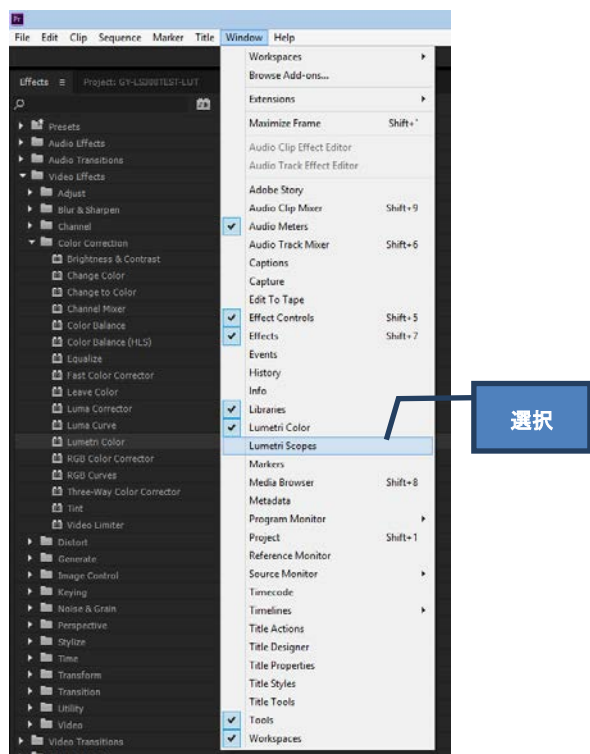 Pr
File Edit Clip Sequence Marker Title Window Help
Effects Project: GY-LS300TEST-LUT
Presets
Audio Effects
Audio Transitions
Video Effects
Adjust
Blur & Sharpen
Channel
Color Correction
Brightness & Contrast
Change Color
Change to Color
Channel Mixer
Color Balance
Color Balance (HLS)
Equalize
Fast Color Corrector
Leave Color
Luma Corrector
Luma Curve
Lumetri Color
RGB Color Corrector
RGB Curves
Three-Way Color Corrector
Tint
Video Limiter
Distort
Generate
Image Control
Keying
Noise & Grain
Perspective
Stylize
Time
Transform
Transition
Utility
Video
Video Transitions
Workspaces
Browse Add-ons...
Extensions
Maximize Frame Shift+`
Audio Clip Effect Editor
Audio Track Effect Editor
Adobe Story
Audio Clip Mixer Shift+9
Audio Meters
Audio Track Mixer Shift+6
Captions
Capture
Edit To Tape
Effect Controls Shift+5
Effects Shift+7
Events
History
Info
Libraries
Lumetri Color
Lumetri Scopes
Markers
Media Browser Shift+8
Metadata
Program Monitor
Project Shift+1
Reference Monitor
Source Monitor
Timecode
Timelines
Title Actions
Title Designer
Title Properties
Title Styles
Title Tools
Tools
Workspaces
選択